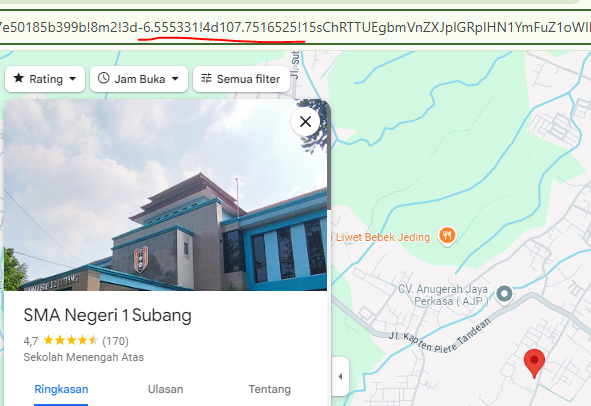 7e50185b399b!8m2!3d-6.555331!4d107.7516525!15sChRTTUEgbmVnZXJpIGRpIHN1YmFuZ1oWI
Rating
Jam Buka
Semua filter
Jl. Sub
Liwet Bebek Jeding
CV. Anugerah Jaya
Perkasa ( AJP )
Jl. Kapten Piere Tandean
SMA Negeri 1 Subang
4,7 (170)
Sekolah Menengah Atas
Ringkasan
Ulasan
Tentang